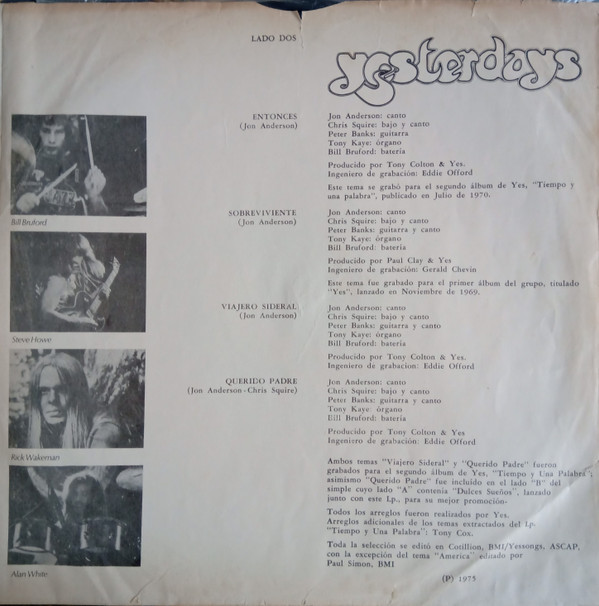 LADO DOS
yesterdays
ENTONCES
(Jon Anderson)
Jon Anderson: canto
Chris Squire: bajo y canto
Peter Banks: guitarra
Tony Kaye: órgano
Bill Bruford: batería
Producido por Tony Colton & Yes.
Ingeniero de grabación: Eddie Offord
Este tema se grabó para el segundo álbum de Yes, "Tiempo y
una palabra", publicado en Julio de 1970.
Bill Bruford
SOBREVIVIENTE
(Jon Anderson)
Jon Anderson: canto
Chris Squire: bajo y canto
Peter Banks: guitarra y canto
Tony Kaye: órgano
Bill Bruford: batería
Producido por Paul Clay & Yes
Ingeniero de grabación: Gerald Chevin
Este tema fue grabado para el primer álbum del grupo, titulado
"Yes", lanzado en Noviembre de 1969.
Steve Howe
VIAJERO SIDERAL
(Jon Anderson)
Jon Anderson: canto
Chris Squire: bajo y canto
Peter Banks: guitarra y canto
Tony Kaye: órgano
Bill Bruford: batería
Producido por Tony Colton & Yes.
Ingeniero de grabacion: Eddie Offord
QUERIDO PADRE
(Jon Anderson-Chris Squire)
Jon Anderson: canto
Chris Squire: bajo y canto
Peter Banks: guitarra y canto
Tony Kaye: órgano
Bill Bruford: batería
Producido por Tony Colton & Yes
Ingeniero de grabación: Eddie Offord
Rick Wakeman
Ambos temas "Viajero Sideral" y "Querido Padre" fueron
grabados para el segundo álbum de Yes, "Tiempo y Una Palabra";
asimismo "Querido Padre" fue incluido en el lado "B" del
simple cuyo lado "A" contenía "Dulces Sueños", lanzado
junto con este Lp., para su mejor promoción-
Todos los arreglos fueron realizados por Yes.
Arreglos adicionales de los temas extractados del Lp.
"Tiempo y Una Palabra": Tony Cox.
Toda la selección se editó en Cotillion, BMI/Yessongs, ASCAP,
con la excepción del tema "America" editado por
Paul Simon, BMI
Alan White
(P) 1975